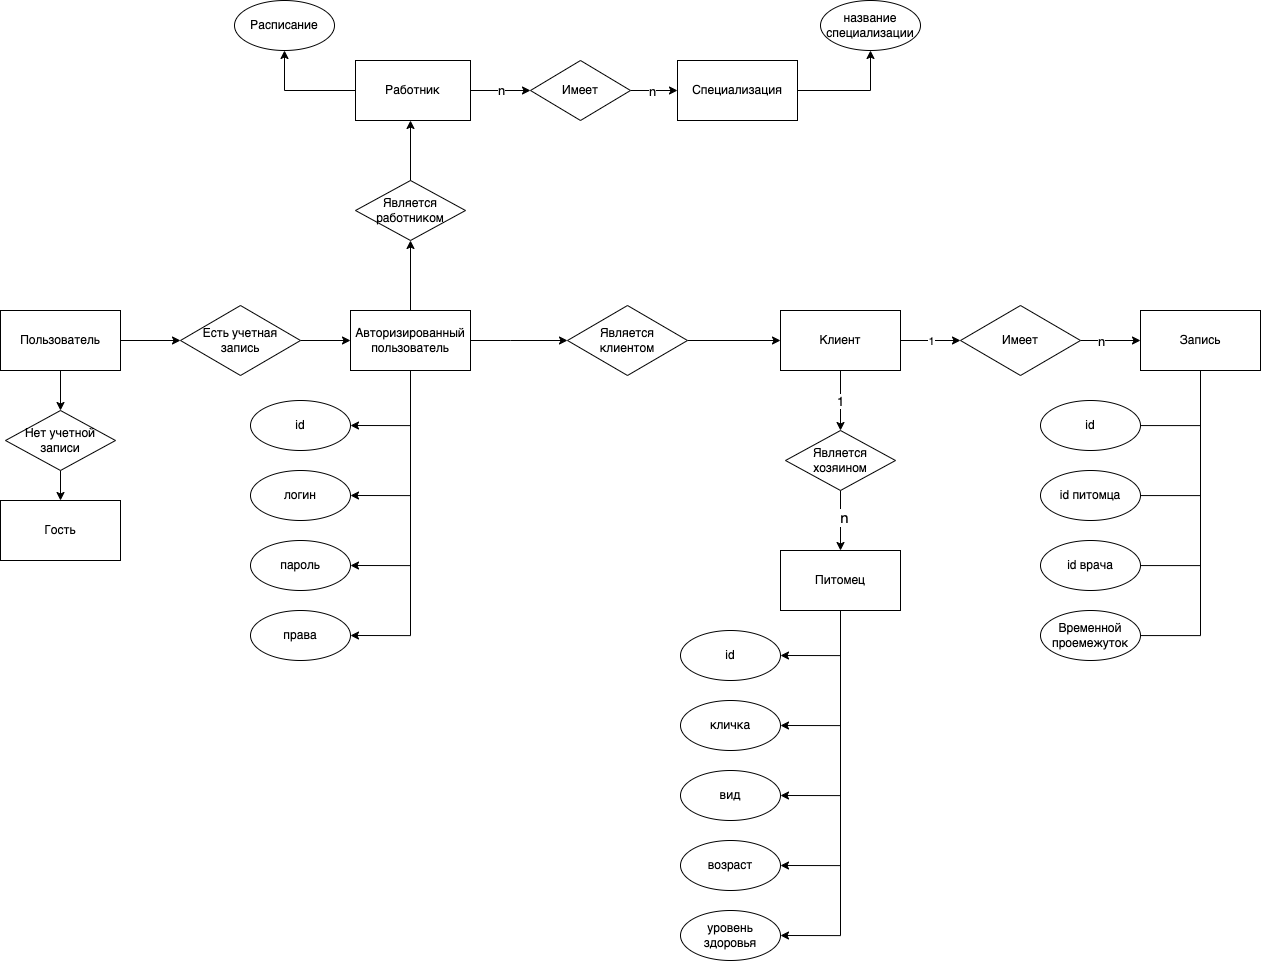 Расписание
название
специализации
Работник
n
Имеет
n
Специализация
Является
работником
Пользователь
Есть учетная
запись
Авторизированный
пользователь
Является
клиентом
Клиент
1
Имеет
n
Запись
Нет учетной
записи
Гость
id
логин
пароль
права
1
Является
хозяином
n
Питомец
id
кличка
вид
возраст
уровень
здоровья
id
id питомца
id врача
Временной
проемежуток